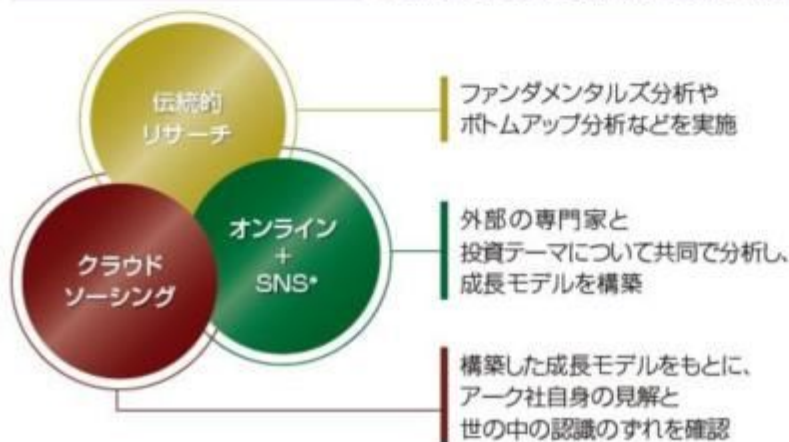 伝統的
リサーチ
ファンダメンタルズ分析や
ボトムアップ分析などを実施
オンライン
+
SNS*
外部の専門家と
投資テーマについて共同で分析し、
成長モデルを構築
クラウド
ソーシング
構築した成長モデルをもとに、
アーク社自身の見解と
世の中の認識のずれを確認